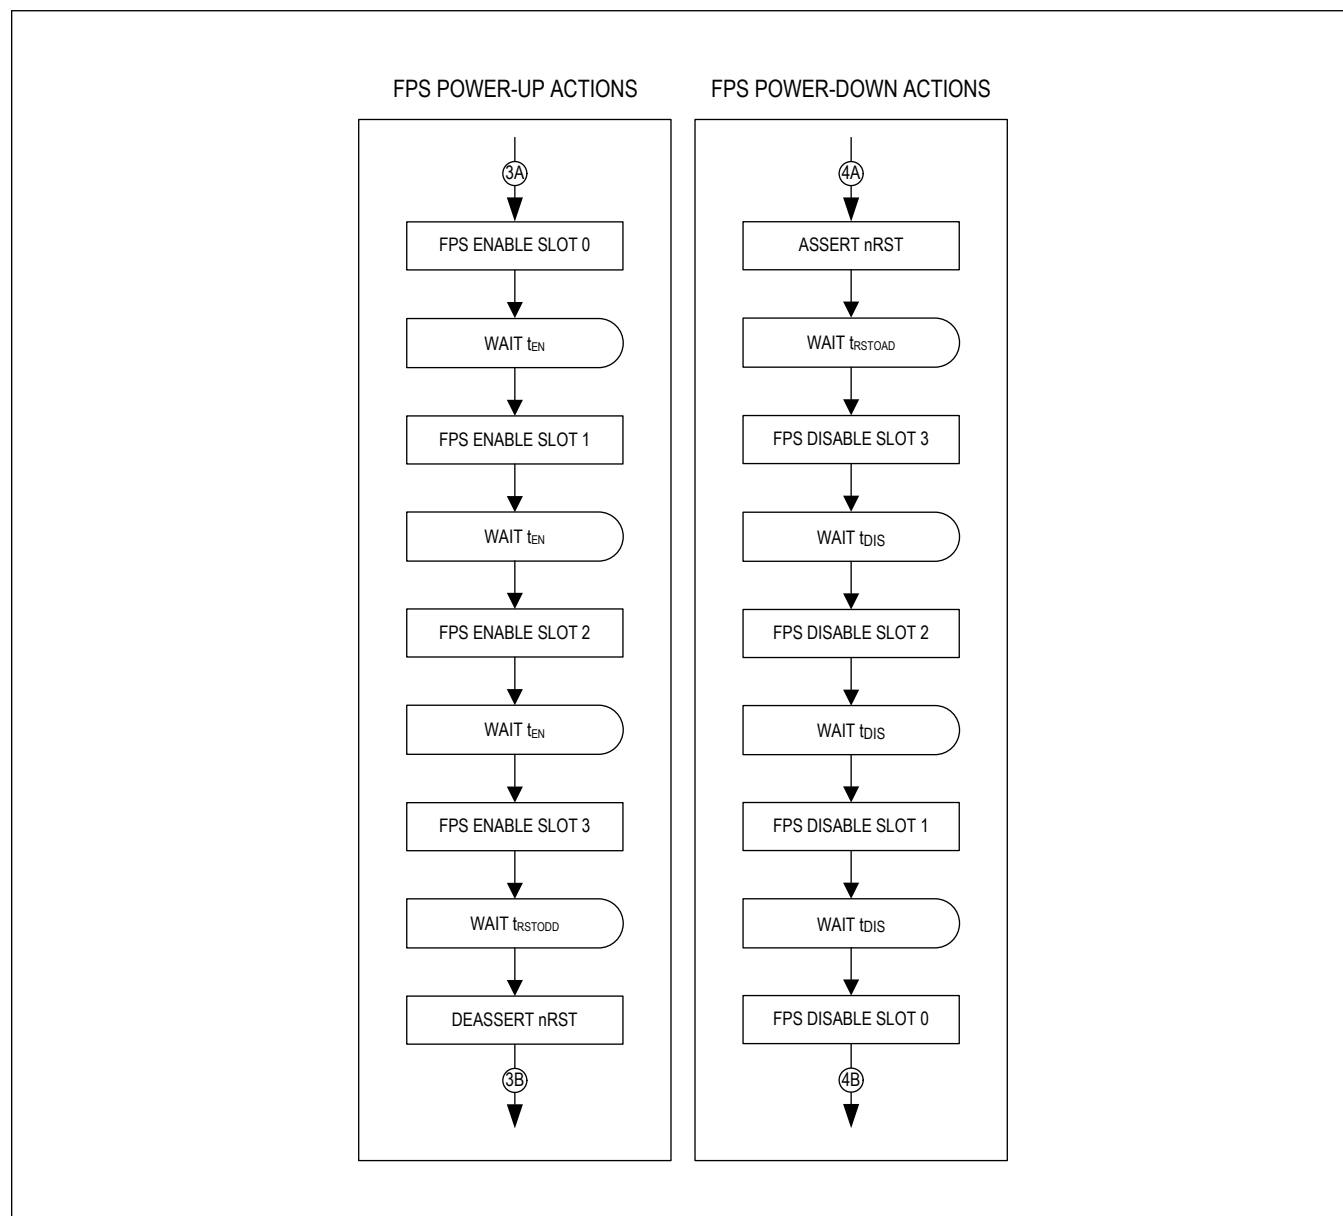 FPS POWER-UP ACTIONS
3A
FPS ENABLE SLOT 0
WAIT tEN
FPS ENABLE SLOT 1
WAIT tEN
FPS ENABLE SLOT 2
WAIT tEN
FPS ENABLE SLOT 3
WAIT tRSTODD
DEASSERT nRST
3B
FPS POWER-DOWN ACTIONS
4A
ASSERT nRST
WAIT tRSTOAD
FPS DISABLE SLOT 3
WAIT tDIS
FPS DISABLE SLOT 2
WAIT tDIS
FPS DISABLE SLOT 1
WAIT tDIS
FPS DISABLE SLOT 0
4B